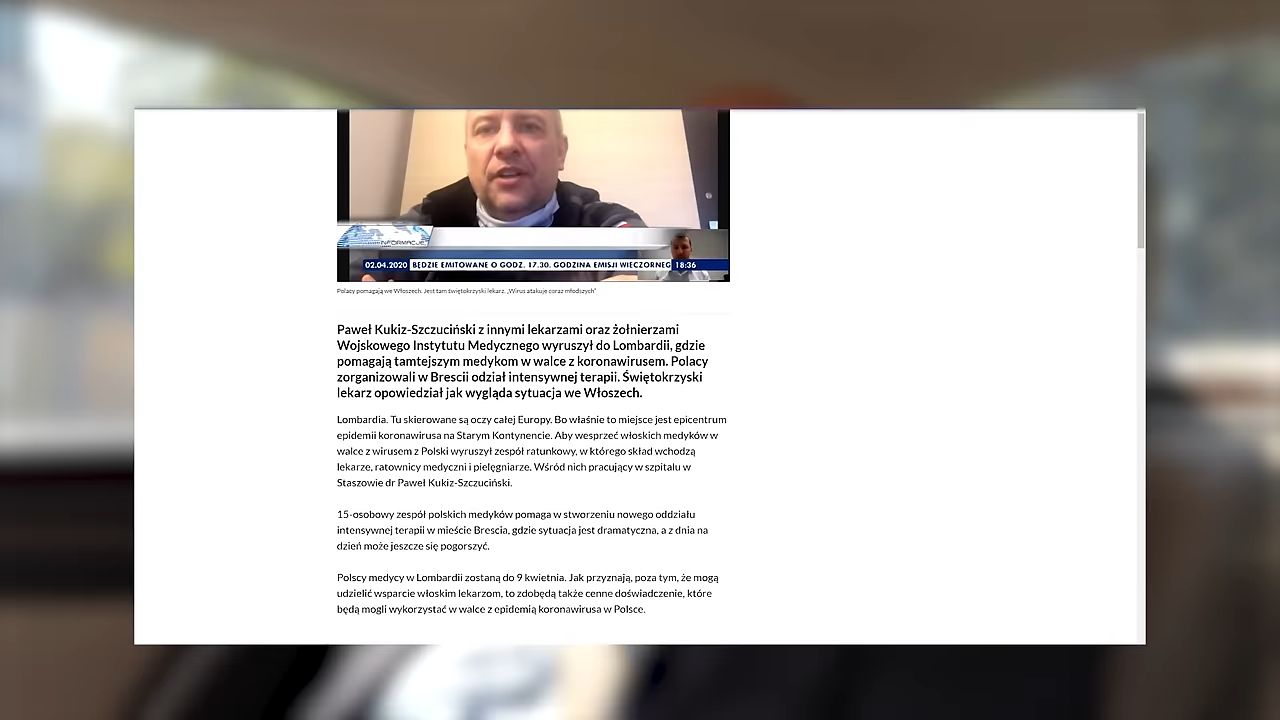 INFORMACJE
02.04.2020 BĘDZIE EMITOWANE O GODZ. 17.30. GODZINA EMISJI WIECZORNEG 18:36
Polacy pomagają we Włoszech. Jest tam świętokrzyski lekarz. „Wirus atakuje coraz młodszych"
Paweł Kukiz-Szczuciński z innymi lekarzami oraz żołnierzami
Wojskowego Instytutu Medycznego wyruszył do Lombardii, gdzie
pomagają tamtejszym medykom w walce z koronawirusem. Polacy
zorganizowali w Brescii odział intensywnej terapii. Świętokrzyski
lekarz opowiedział jak wygląda sytuacja we Włoszech.
Lombardia. Tu skierowane są oczy całej Europy. Bo właśnie to miejsce jest epicentrum
epidemii koronawirusa na Starym Kontynencie. Aby wesprzeć włoskich medyków w
walce z wirusem z Polski wyruszył zespół ratunkowy, w którego skład wchodzą
lekarze, ratownicy medyczni i pielęgniarze. Wśród nich pracujący w szpitalu w
Staszowie dr Paweł Kukiz-Szczuciński.
15-osobowy zespół polskich medyków pomaga w stworzeniu nowego oddziału
intensywnej terapii w mieście Brescia, gdzie sytuacja jest dramatyczna, a z dnia na
dzień może jeszcze się pogorszyć.
Polscy medycy w Lombardii zostaną do 9 kwietnia. Jak przyznają, poza tym, że mogą
udzielić wsparcie włoskim lekarzom, to zdobędą także cenne doświadczenie, które
będą mogli wykorzystać w walce z epidemią koronawirusa w Polsce.